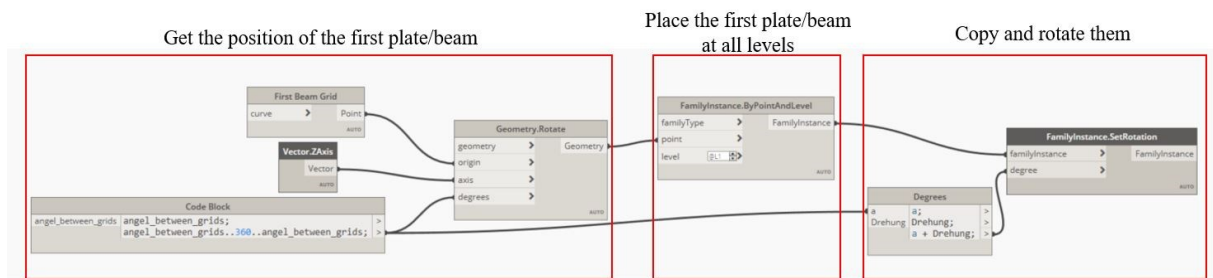 Get the position of the first plate/beam
Place the first plate/beam
at all levels
Copy and rotate them
First Beam Grid
curve > Point
AUTO
Vector.ZAxis
Vector
AUTO
Code Block
angel_between_grids angel_between_grids; >
angel_between_grids..360..angel_between_grids; >
Geometry.Rotate
geometry > Geometry
origin >
axis >
degrees >
AUTO
FamilyInstance.ByPointAndLevel
familyType > FamilyInstance
point >
level @L1 >
AUTO
Degrees
a a; >
Drehung Drehung; >
a + Drehung; >
FamilyInstance.SetRotation
familyInstance > FamilyInstance
degree >
AUTO